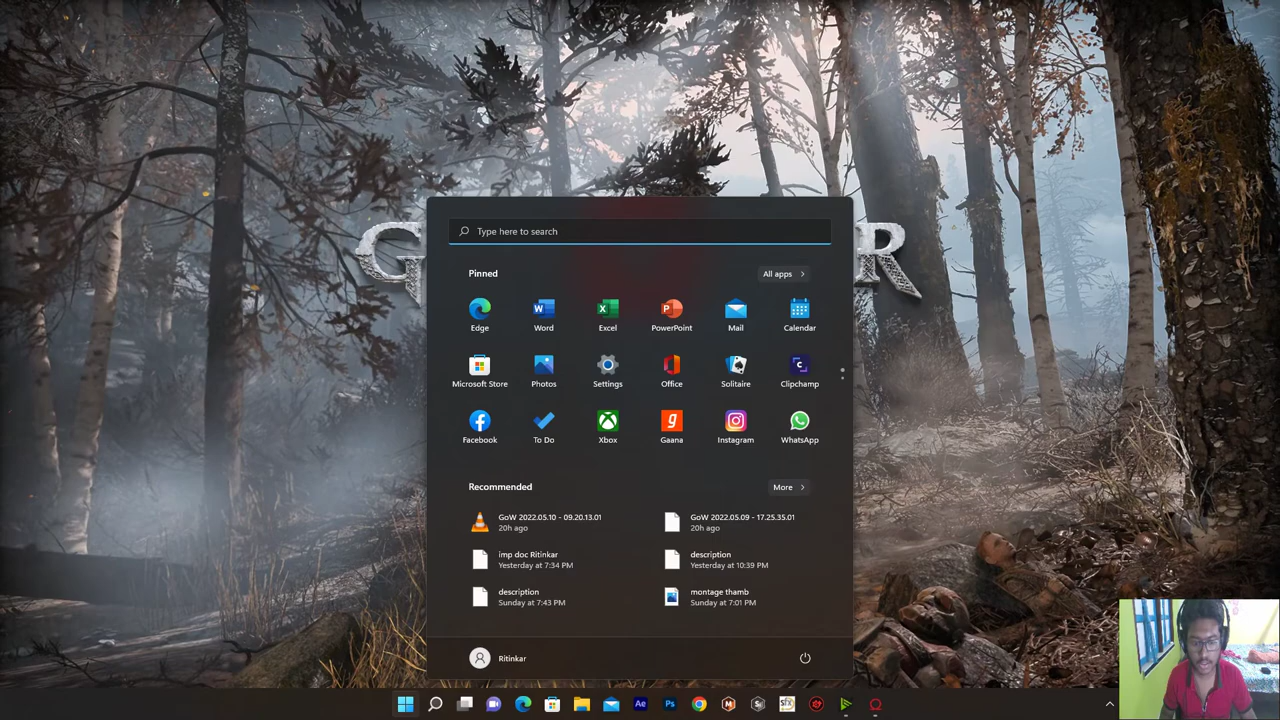 G R
Type here to search
Pinned
All apps
Edge Word Excel PowerPoint Mail Calendar
Microsoft Store Photos Settings Office Solitaire Clipchamp
Facebook To Do Xbox Gaana Instagram WhatsApp
Recommended
More
GoW 2022.05.10 - 09.20.13.01
20h ago
GoW 2022.05.09 - 17.25.35.01
20h ago
imp doc Ritinkar
Yesterday at 7:34 PM
description
Yesterday at 10:39 PM
description
Sunday at 7:43 PM
montage thamb
Sunday at 7:01 PM
Ritinkar
Ae Ps M sfx